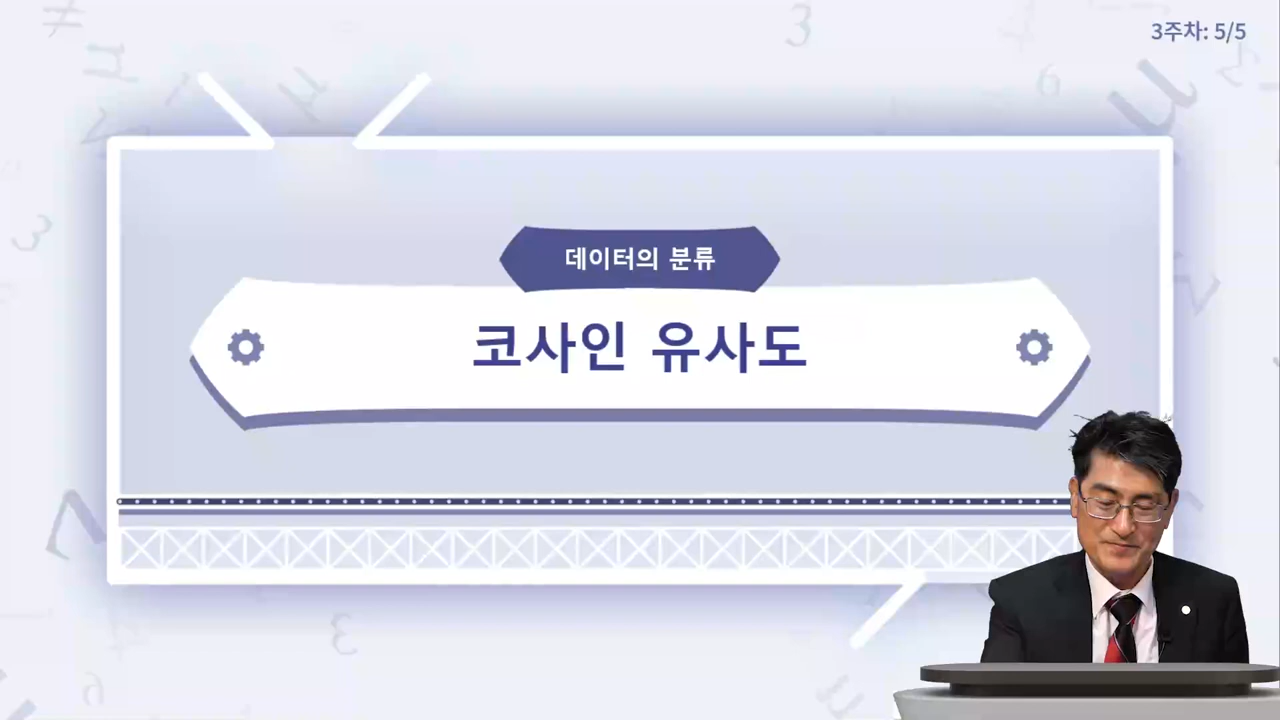 3주차: 5/5
데이터의 분류
코사인 유사도